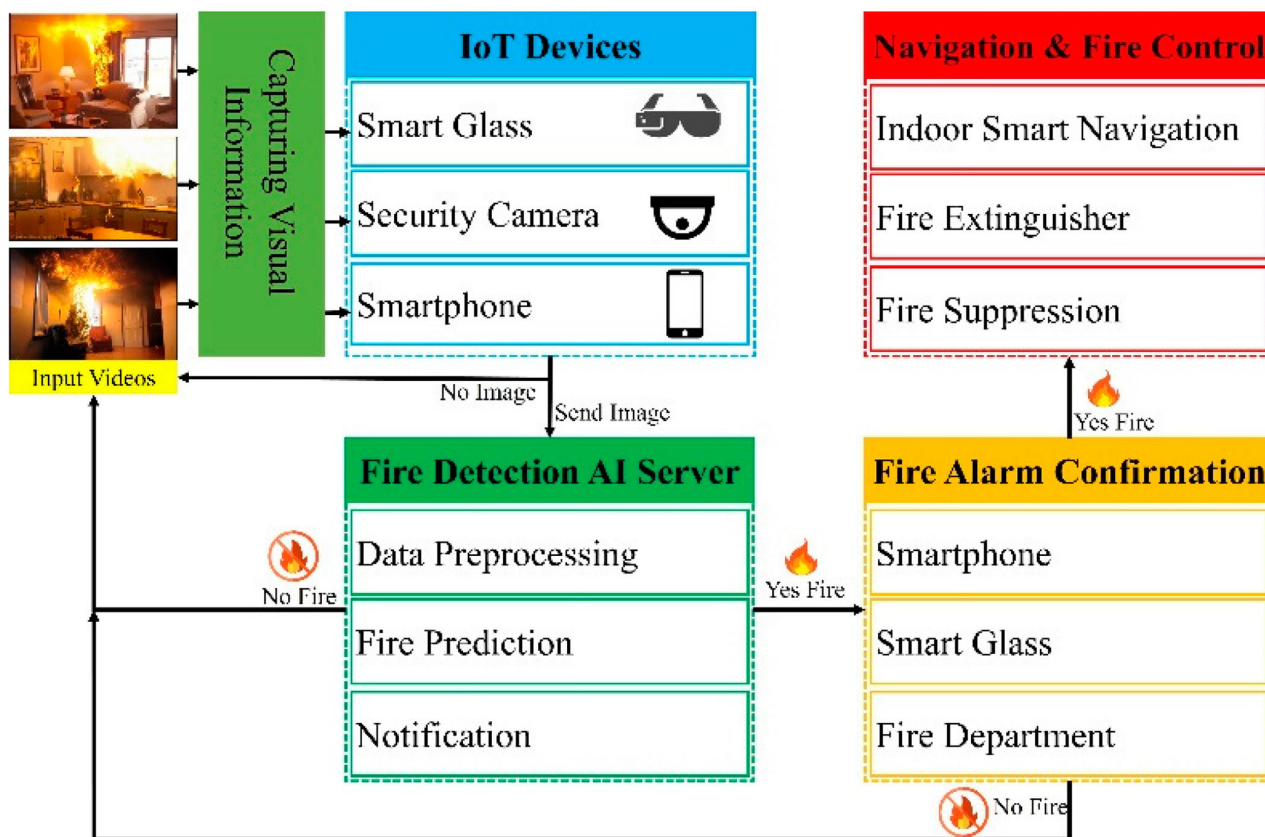 Capturing Visual
Information
IoT Devices
Smart Glass
Security Camera
Smartphone
Navigation & Fire Control
Indoor Smart Navigation
Fire Extinguisher
Fire Suppression
Input Videos
No Image
Send Image
Yes Fire
Fire Detection AI Server
Data Preprocessing
Fire Prediction
Notification
No Fire
Yes Fire
Fire Alarm Confirmation
Smartphone
Smart Glass
Fire Department
No Fire